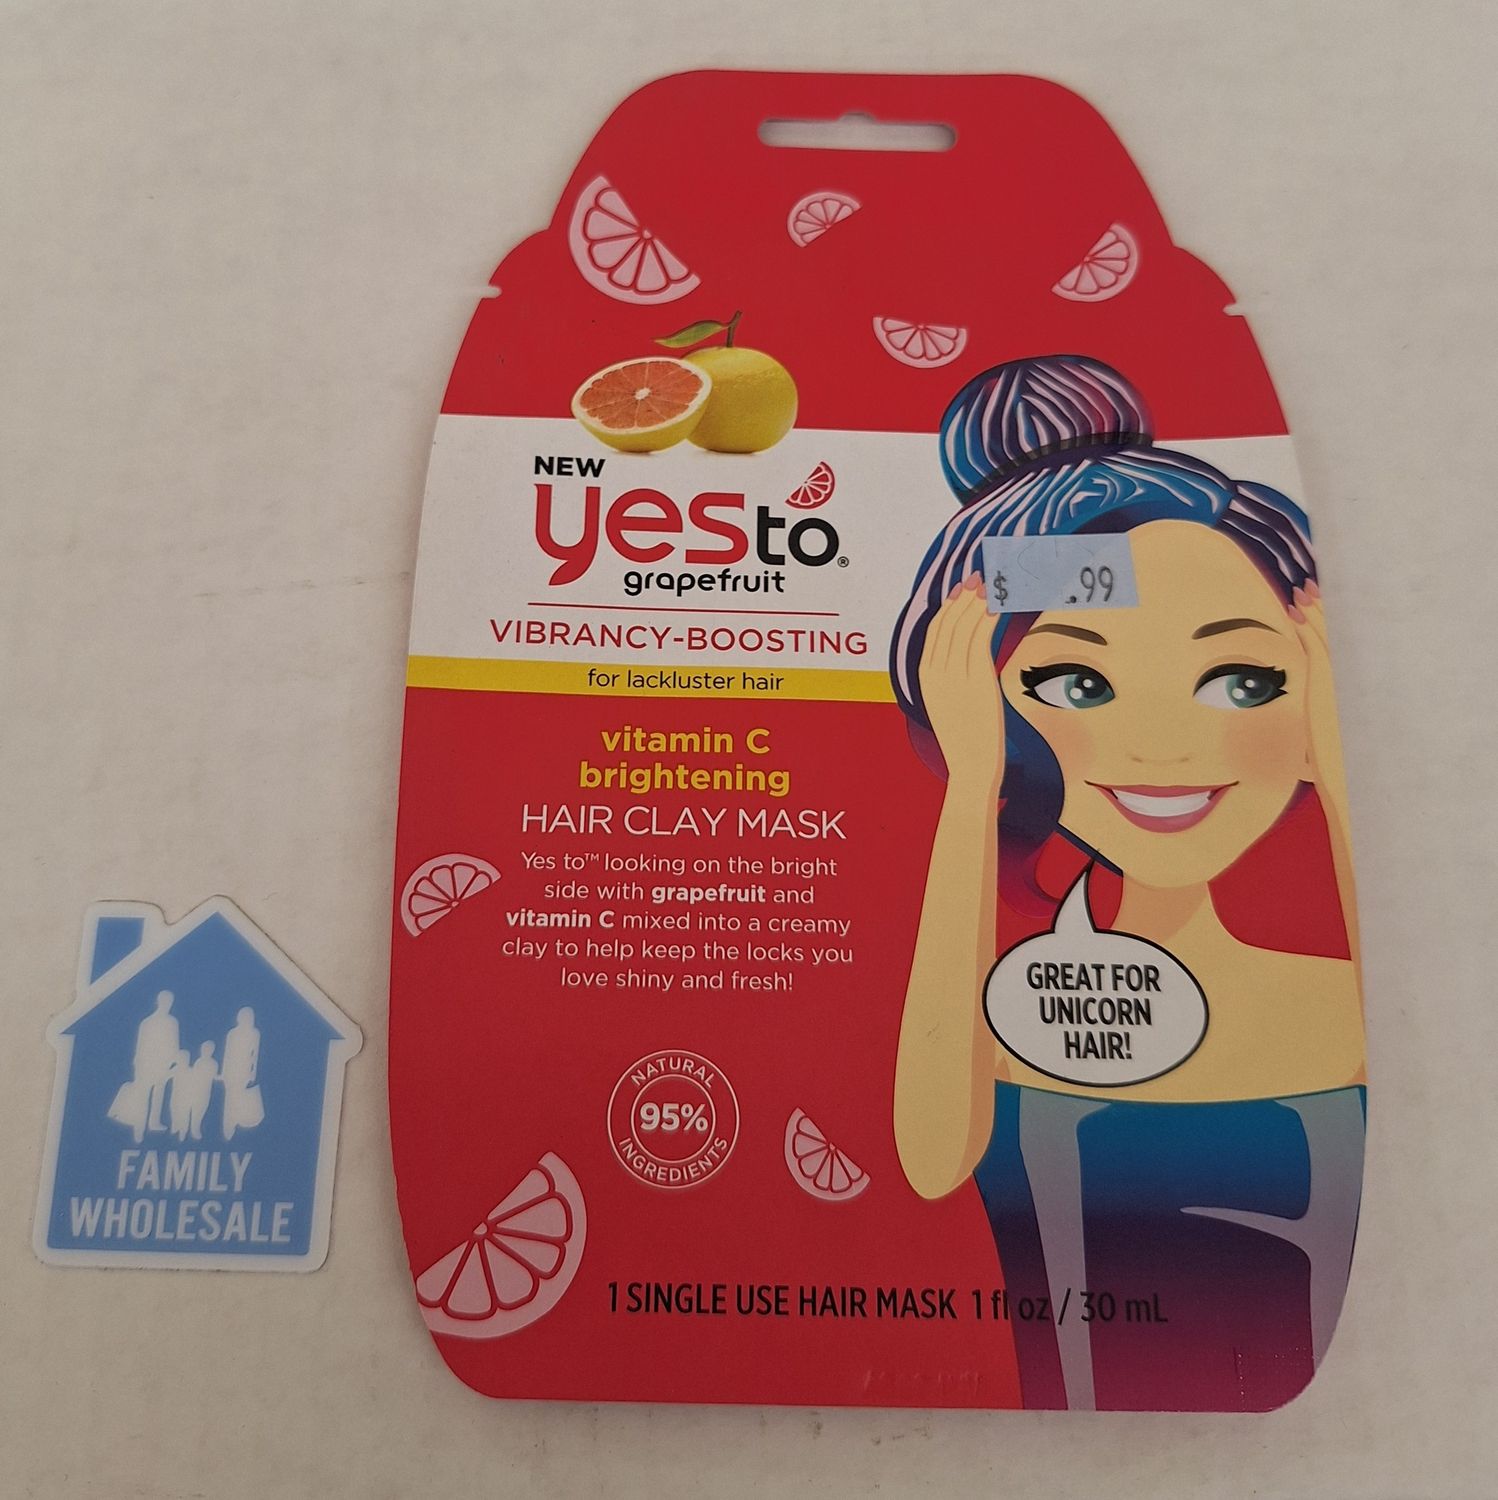 NEW
yes to®
grapefruit
VIBRANCY-BOOSTING
for lackluster hair
$ .99
vitamin C
brightening
HAIR CLAY MASK
Yes to™ looking on the bright
side with grapefruit and
vitamin C mixed into a creamy
clay to help keep the locks you
love shiny and fresh!
GREAT FOR
UNICORN
HAIR!
NATURAL
95%
INGREDIENTS
1 SINGLE USE HAIR MASK 1 fl oz / 30 mL
FAMILY
WHOLESALE